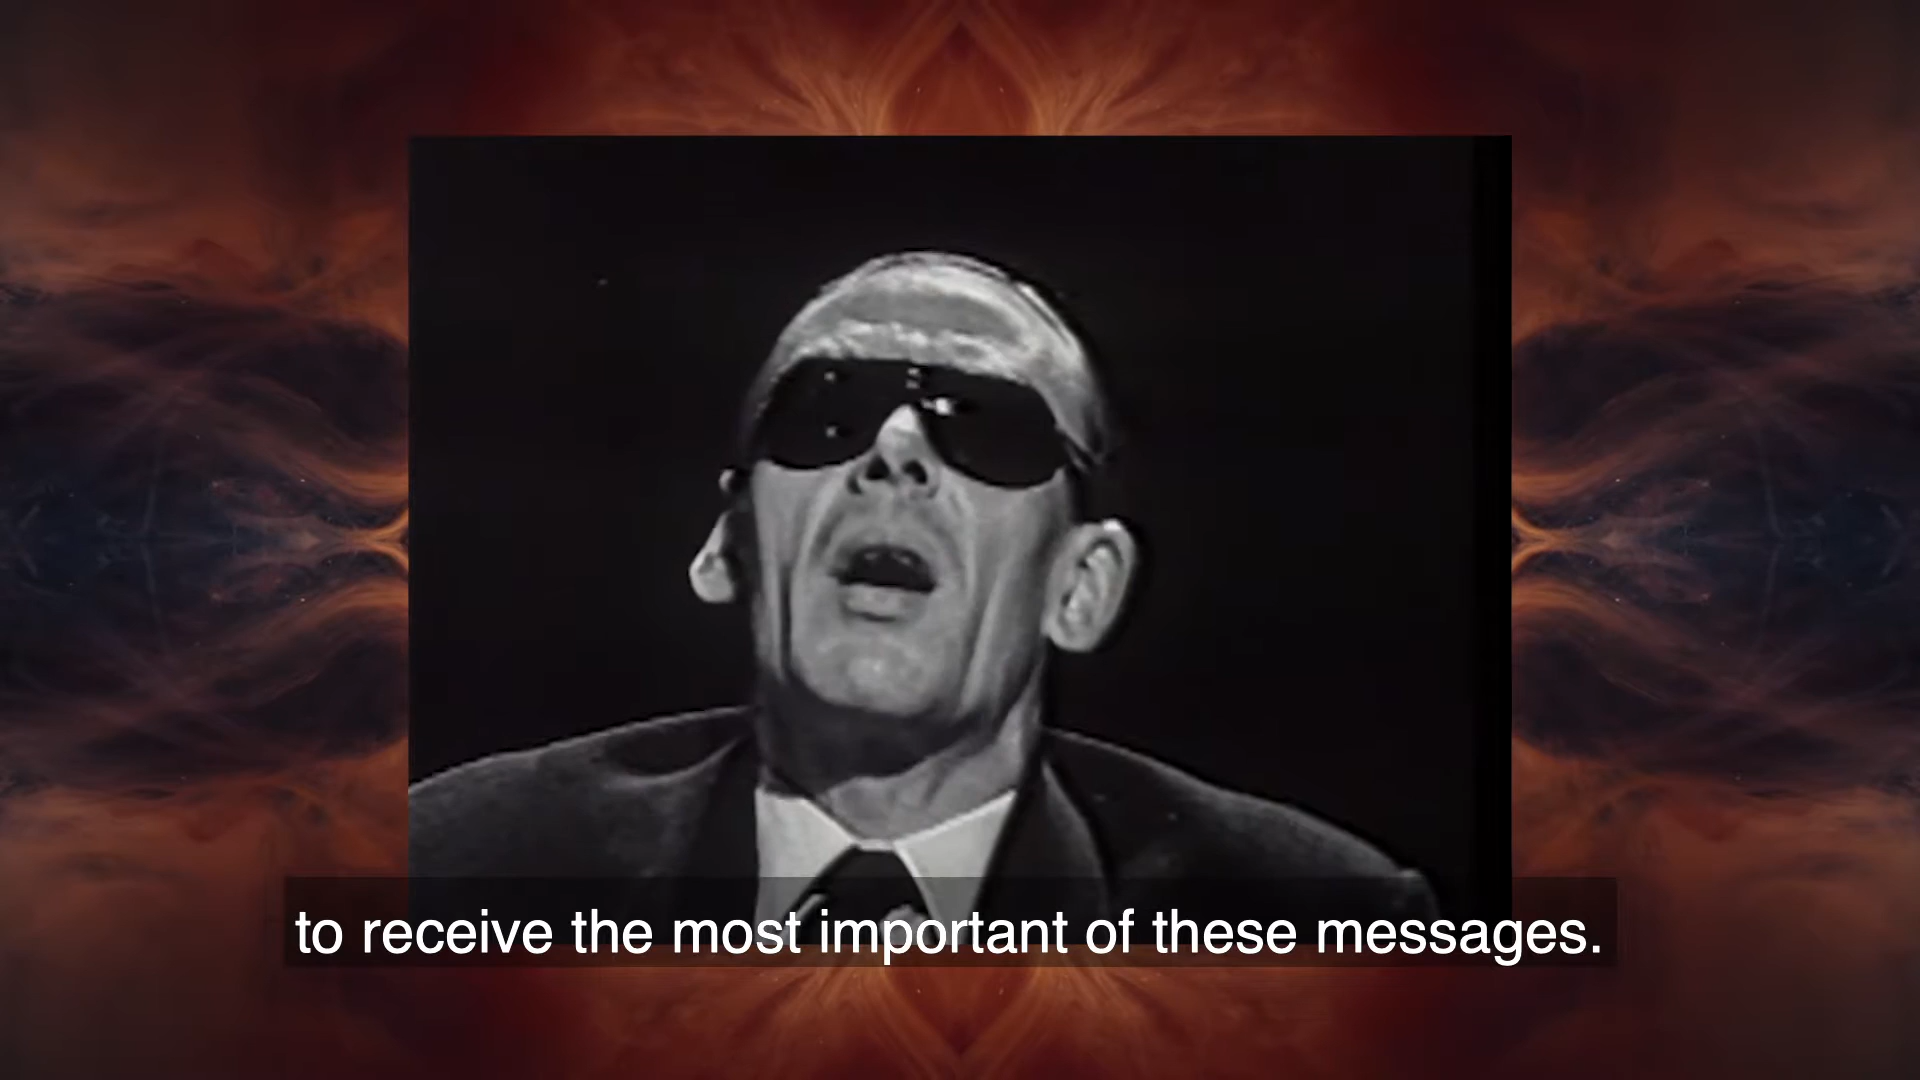 to receive the most important of these messages.